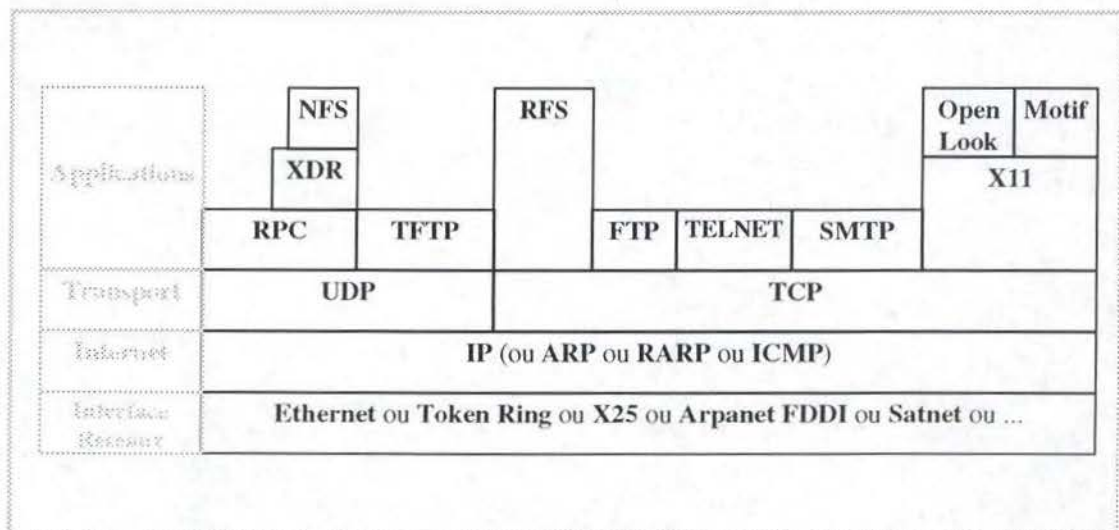 NFS
RFS
Open Look
Motif
Applications
XDR
X11
RPC
TFTP
FTP
TELNET
SMTP
Transport
UDP
TCP
Internet
IP (ou ARP ou RARP ou ICMP)
Interface
Reseaux
Ethernet ou Token Ring ou X25 ou Arpanet FDDI ou Satnet ou ...